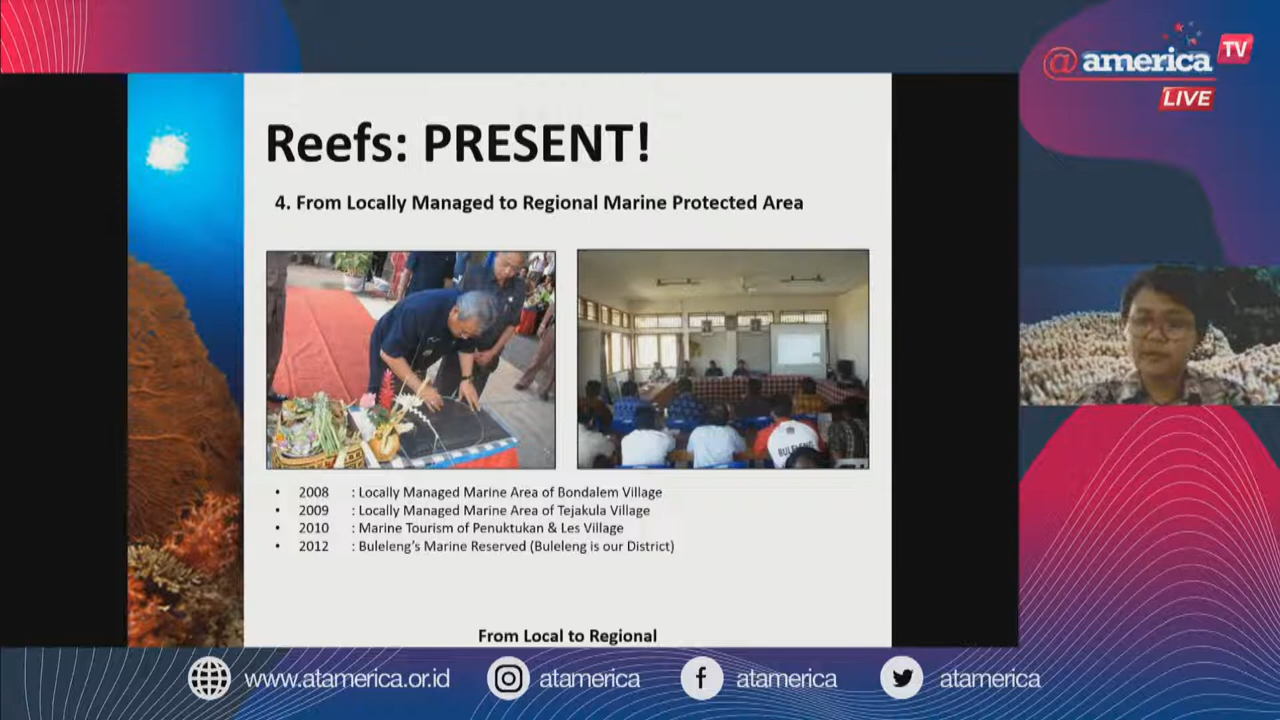 @america TV
LIVE
Reefs: PRESENT!
4. From Locally Managed to Regional Marine Protected Area
BULELENG
• 2008 : Locally Managed Marine Area of Bondalem Village
• 2009 : Locally Managed Marine Area of Tejakula Village
• 2010 : Marine Tourism of Penuktukan & Les Village
• 2012 : Buleleng's Marine Reserved (Buleleng is our District)
From Local to Regional
www.atamerica.or.id atamerica atamerica atamerica